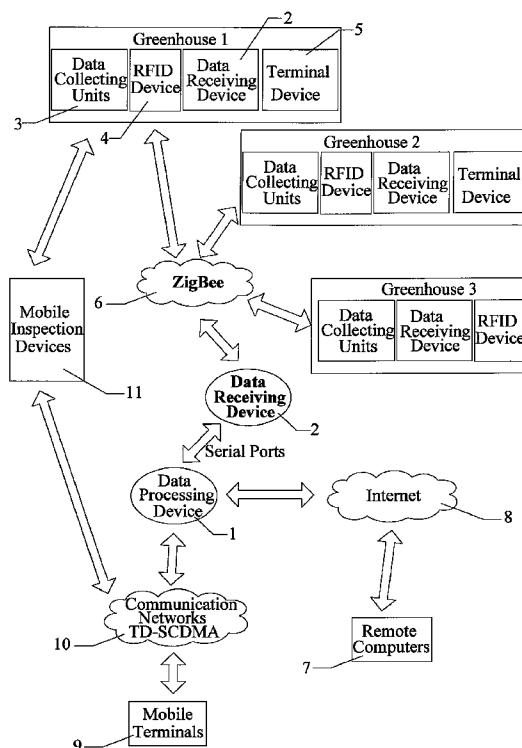 2
5
Greenhouse 1
Data
Collecting
Units
RFID
Device
Data
Receiving
Device
Terminal
Device
3
4
Greenhouse 2
Data
Collecting
Units
RFID
Device
Data
Receiving
Device
Terminal
Device
ZigBee
6
Greenhouse 3
Data
Collecting
Units
Data
Receiving
Device
RFID
Device
Mobile
Inspection
Devices
11
Data
Receiving
Device
2
Serial Ports
Data
Processing
Device
1
Internet
8
Communication
Networks
TD-SCDMA
10
Remote
Computers
7
Mobile
Terminals
9